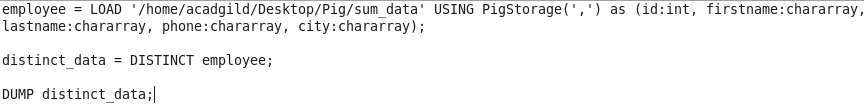 employee = LOAD '/home/acadgild/Desktop/Pig/sum_data' USING PigStorage(',') as (id:int, firstname:chararray,
lastname:chararray, phone:chararray, city:chararray);
distinct_data = DISTINCT employee;
DUMP distinct_data;